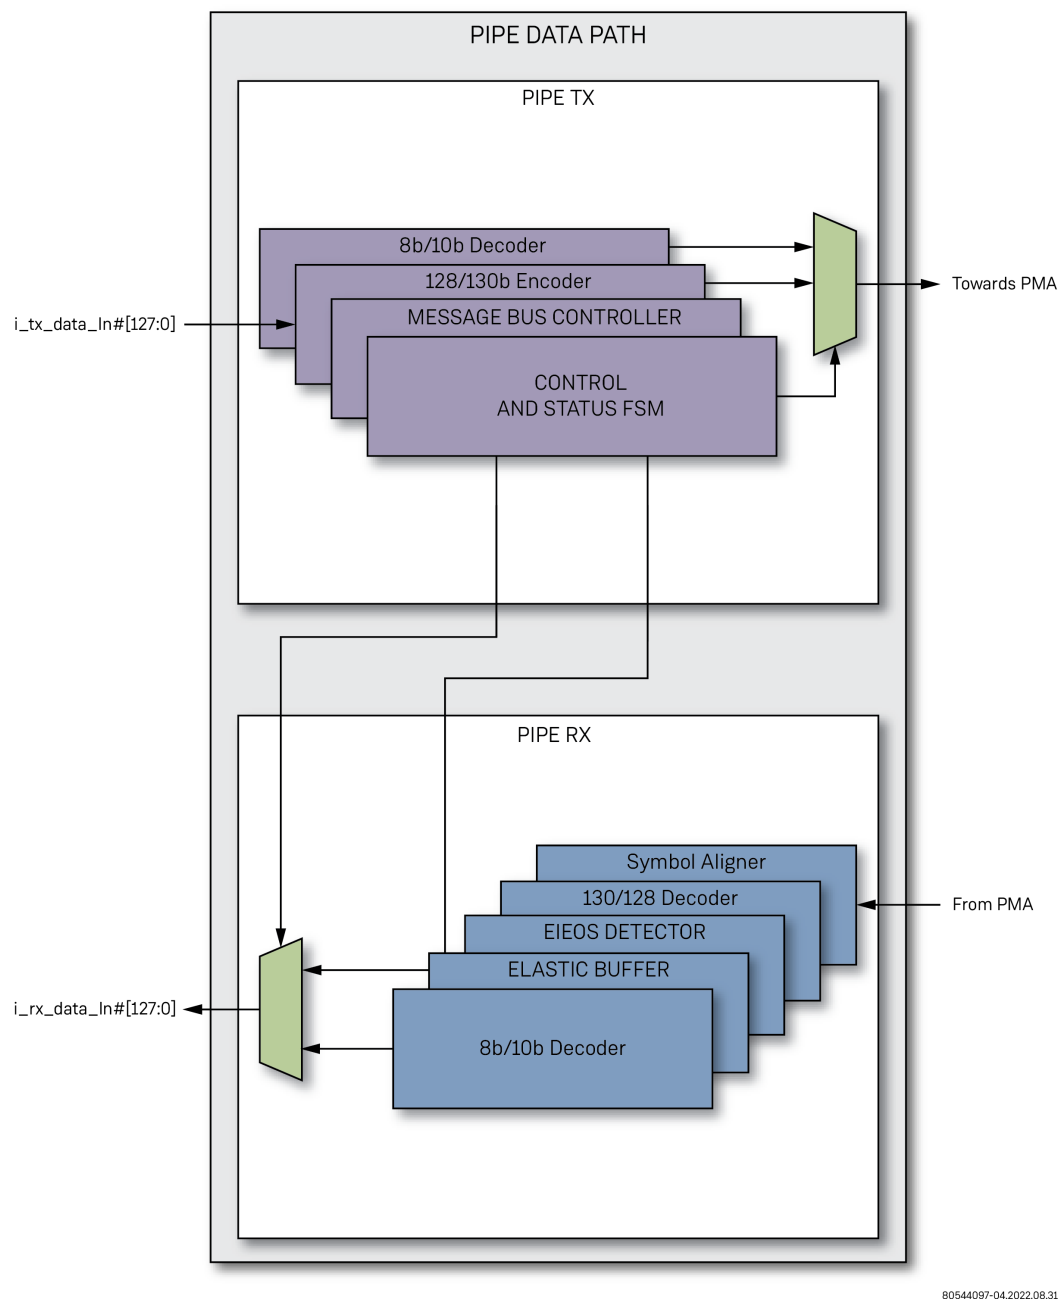 PIPE DATA PATH
PIPE TX
8b/10b Decoder
128/130b Encoder
MESSAGE BUS CONTROLLER
i_tx_data_ln#[127:0]
CONTROL
AND STATUS FSM
Towards PMA
PIPE RX
Symbol Aligner
130/128 Decoder
From PMA
EIEOS DETECTOR
ELASTIC BUFFER
i_rx_data_ln#[127:0]
8b/10b Decoder
80544097-04.2022.08.31